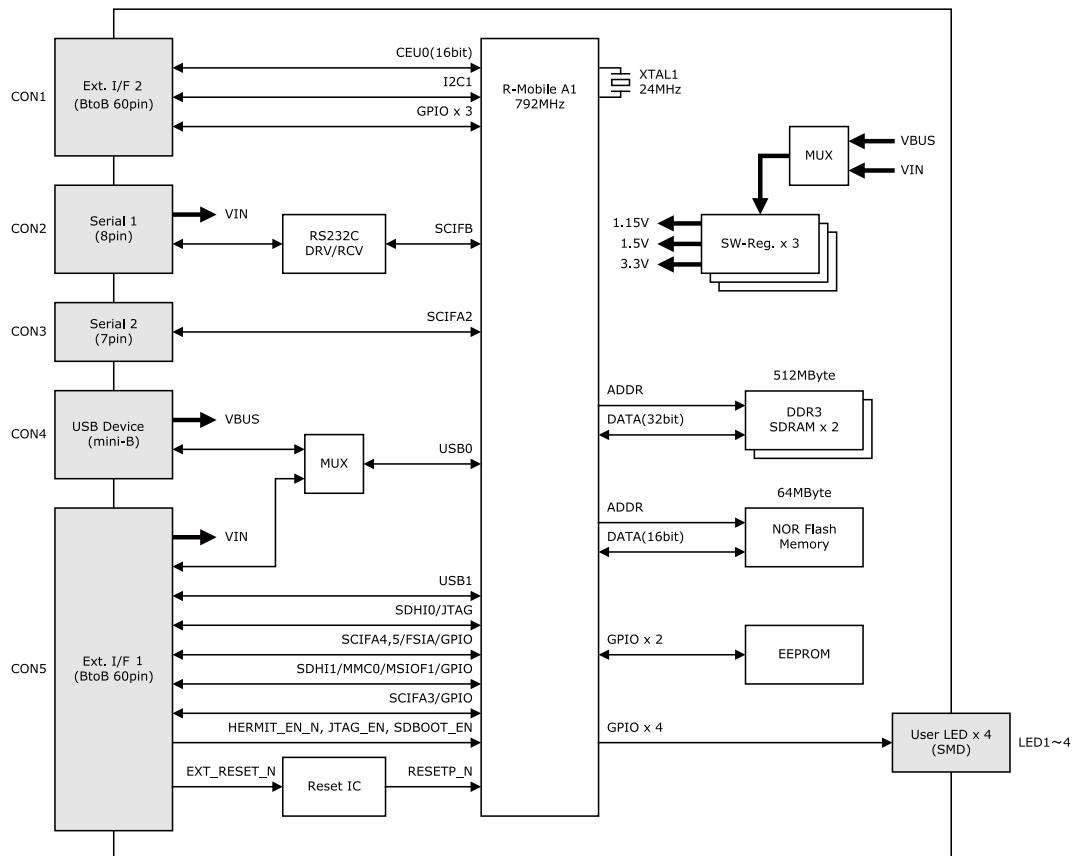 CON1
Ext. I/F 2
(BtoB 60pin)
CEU0(16bit)
I2C1
GPIO x 3
R-Mobile A1
792MHz
XTAL1
24MHz
MUX
VBUS
VIN
CON2
Serial 1
(8pin)
VIN
RS232C
DRV/RCV
SCIFB
1.15V
1.5V
3.3V
SW-Reg. x 3
CON3
Serial 2
(7pin)
SCIFA2
CON4
USB Device
(mini-B)
VBUS
MUX
USB0
512MByte
ADDR
DATA(32bit)
DDR3
SDRAM x 2
64MByte
ADDR
DATA(16bit)
NOR Flash
Memory
CON5
Ext. I/F 1
(BtoB 60pin)
VIN
USB1
SDHI0/JTAG
SCIFA4,5/FSIA/GPIO
SDHI1/MMC0/MSIOF1/GPIO
SCIFA3/GPIO
HERMIT_EN_N, JTAG_EN, SDBOOT_EN
EXT_RESET_N
Reset IC
RESETP_N
GPIO x 2
EEPROM
GPIO x 4
User LED x 4
(SMD)
LED1～4